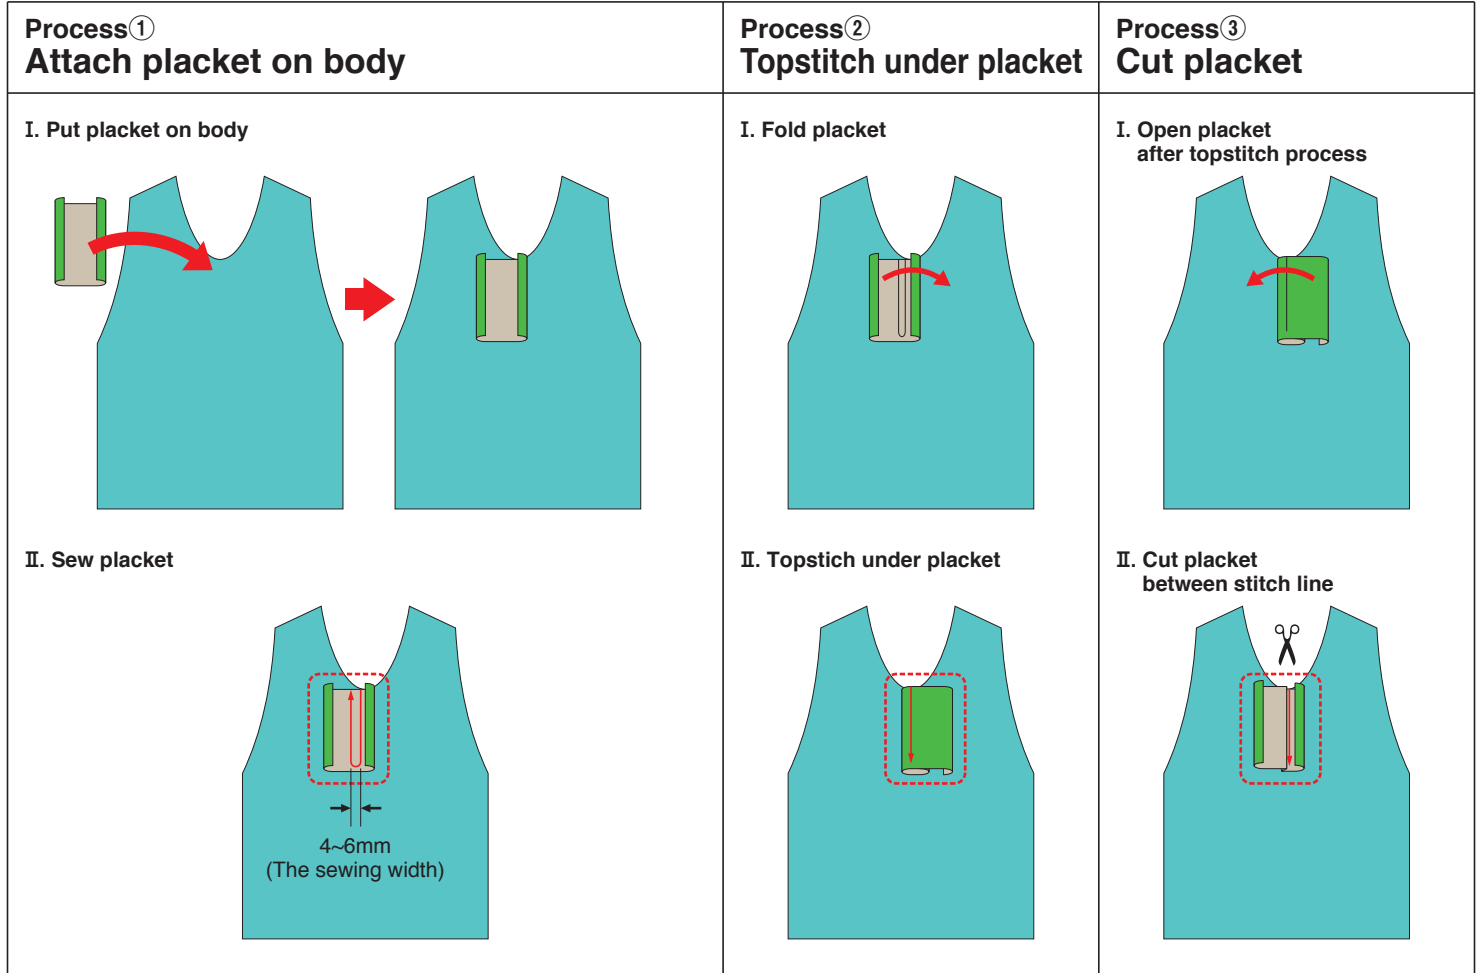 Process①
Attach placket on body
I. Put placket on body
Ⅱ. Sew placket
4~6mm
(The sewing width)
Process②
Topstitch under placket
I. Fold placket
Ⅱ. Topstich under placket
Process③
Cut placket
I. Open placket
after topstitch process
Ⅱ. Cut placket
between stitch line